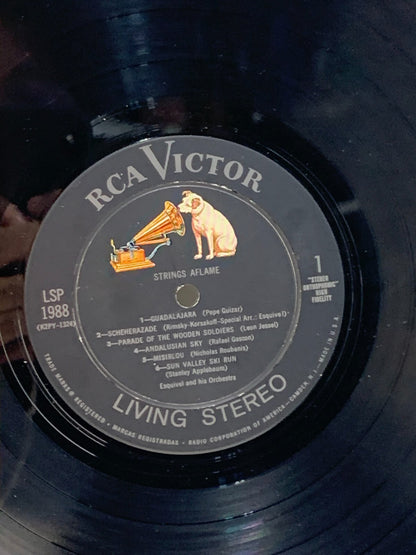 RCA VICTOR
STRINGS AFLAME
LSP
1988
(K2PY-1324)
1
"STEREO
ORTHOPHONIC"
HIGH
FIDELITY
1—GUADALAJARA (Pepe Guizar)
2—SCHEHERAZADE (Rimsky-Korsakoff-Special Arr.: Esquivel)
3—PARADE OF THE WOODEN SOLDIERS (Leon Jessel)
4—ANDALUSIAN SKY (Rafael Gascon)
5—MISIRLOU (Nicholas Roubanis)
6—SUN VALLEY SKI RUN
(Stanley Applebaum)
Esquivel and his Orchestra
LIVING STEREO
TRADE MARKS ® REGISTERED • MARCAS REGISTRADAS • RADIO CORPORATION OF AMERICA—CAMDEN, N.J.—MADE IN U.S.A.